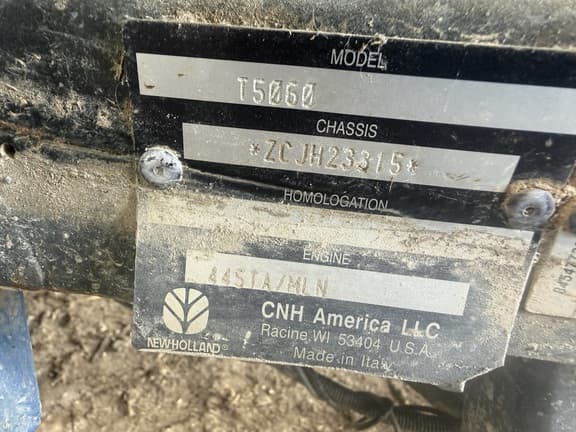 MODEL
T5060
CHASSIS
*ZCJH23315*
HOMOLOGATION
ENGINE
445TA/MLN
CNH America LLC
Racine, WI 53404 U.S.A.
Made in Italy
NEW HOLLAND®